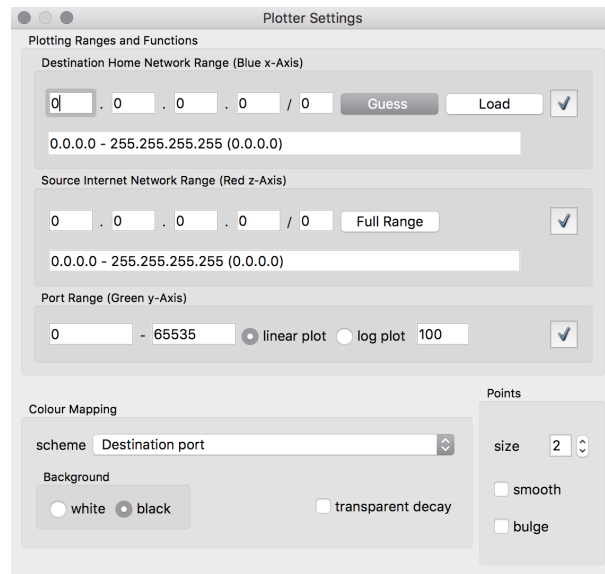 Plotter Settings
Plotting Ranges and Functions
Destination Home Network Range (Blue x-Axis)
0 . 0 . 0 . 0 / 0 Guess Load
0.0.0.0 - 255.255.255.255 (0.0.0.0)
Source Internet Network Range (Red z-Axis)
0 . 0 . 0 . 0 / 0 Full Range
0.0.0.0 - 255.255.255.255 (0.0.0.0)
Port Range (Green y-Axis)
0 - 65535 linear plot log plot 100
Colour Mapping
scheme Destination port
Background
white black
transparent decay
Points
size 2
smooth
bulge